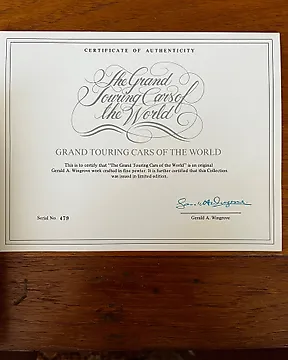 CERTIFICATE OF AUTHENTICITY
The Grand
Touring Cars of
the World
GRAND TOURING CARS OF THE WORLD
This is to certify that "The Grand Touring Cars of the World" is an original
Gerald A. Wingrove work crafted in fine pewter. It is further certified that this Collection
was issued in limited edition.
Serial No. 479
Gerald A. Wingrove